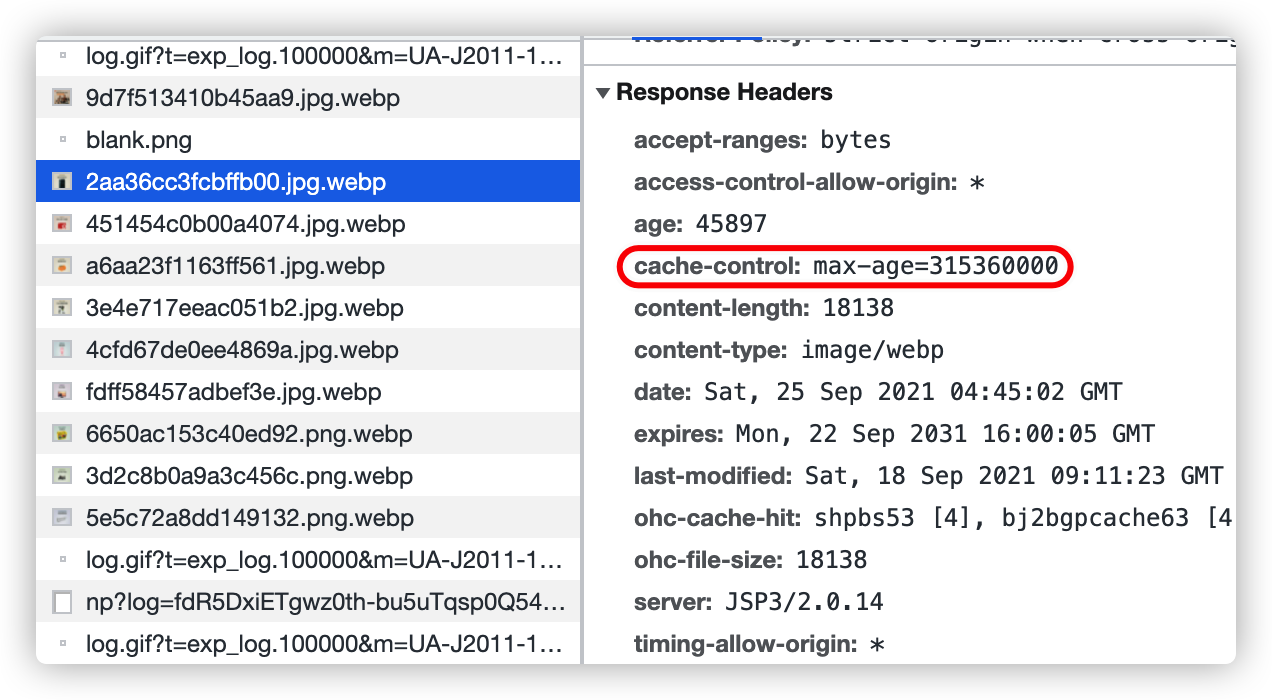 log.gif?t=exp_log.100000&m=UA-J2011-1...
9d7f513410b45aa9.jpg.webp
blank.png
2aa36cc3fcbffb00.jpg.webp
451454c0b00a4074.jpg.webp
a6aa23f1163ff561.jpg.webp
3e4e717eeac051b2.jpg.webp
4cfd67de0ee4869a.jpg.webp
fdff58457adbef3e.jpg.webp
6650ac153c40ed92.png.webp
3d2c8b0a9a3c456c.png.webp
5e5c72a8dd149132.png.webp
log.gif?t=exp_log.100000&m=UA-J2011-1...
np?log=fdR5DxiETgwz0th-bu5uTqsp0Q54...
log.gif?t=exp_log.100000&m=UA-J2011-1...
Response Headers
accept-ranges: bytes
access-control-allow-origin: *
age: 45897
cache-control: max-age=315360000
content-length: 18138
content-type: image/webp
date: Sat, 25 Sep 2021 04:45:02 GMT
expires: Mon, 22 Sep 2031 16:00:05 GMT
last-modified: Sat, 18 Sep 2021 09:11:23 GMT
ohc-cache-hit: shpbs53 [4], bj2bgpcache63 [4
ohc-file-size: 18138
server: JSP3/2.0.14
timing-allow-origin: *